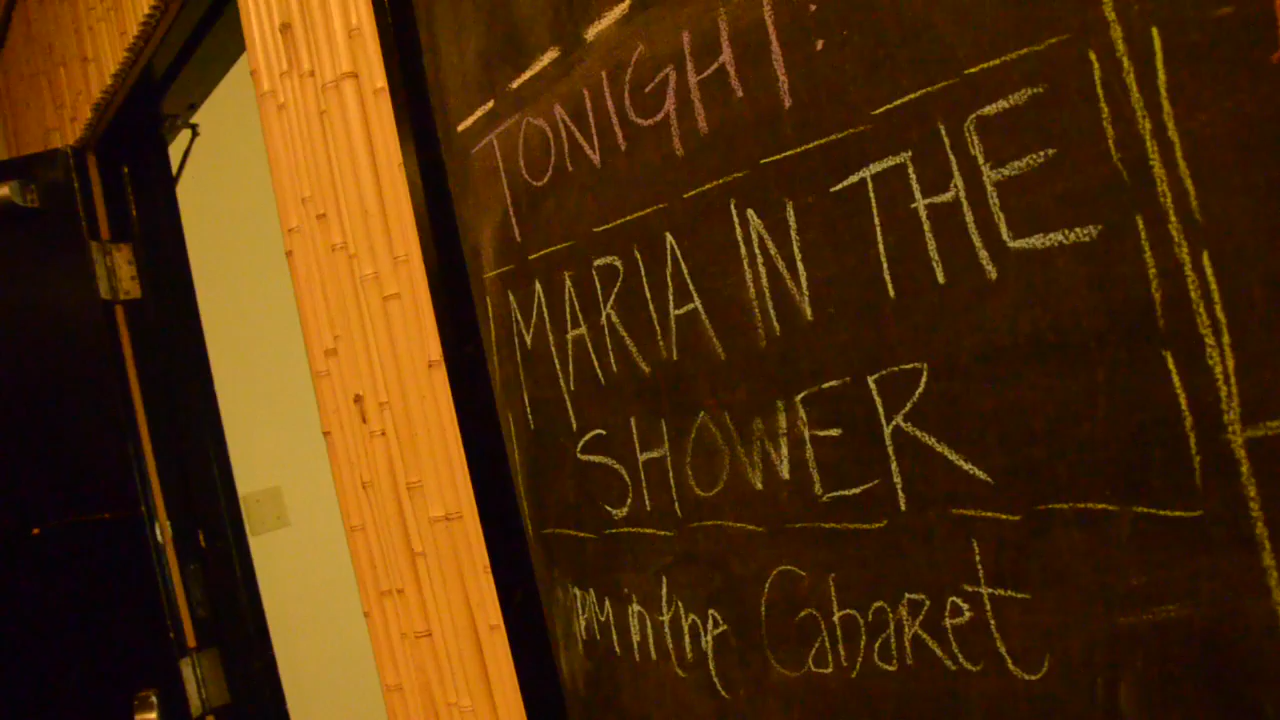 TONIGHT:
MARIA IN THE
SHOWER
PM in the Cabaret